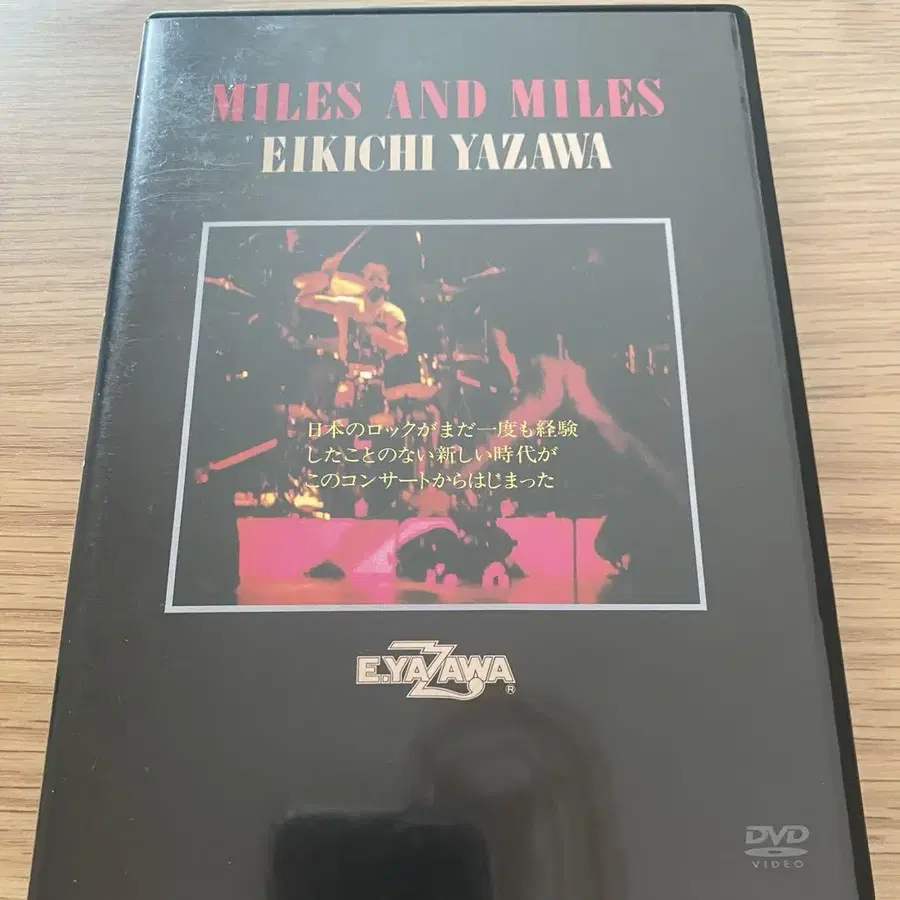 MILES AND MILES
EIKICHI YAZAWA
日本のロックがまだ一度も経験
したことのない新しい時代が
このコンサートからはじまった
E.YAZAWA
®
DVD
VIDEO